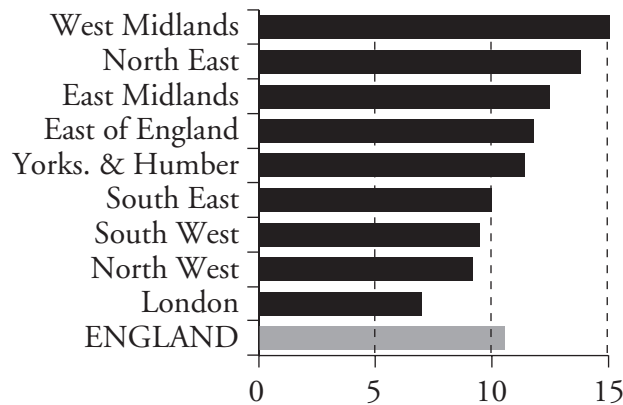 West Midlands
North East
East Midlands
East of England
Yorks. & Humber
South East
South West
North West
London
ENGLAND
0 5 10 15